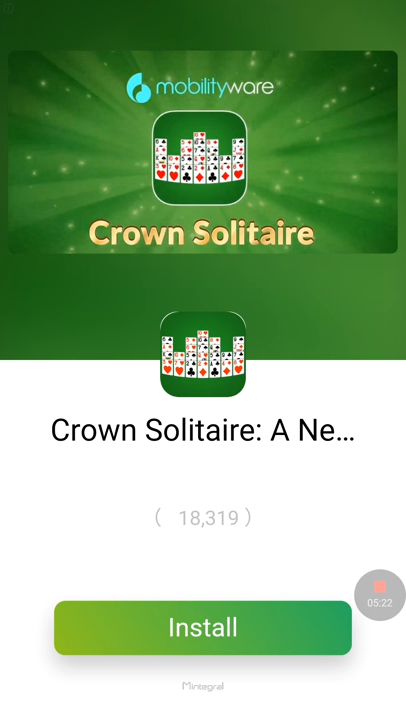 mobilityware
Crown Solitaire
Crown Solitaire: A Ne...
( 18,319 )
05:22
Install
Mintegral